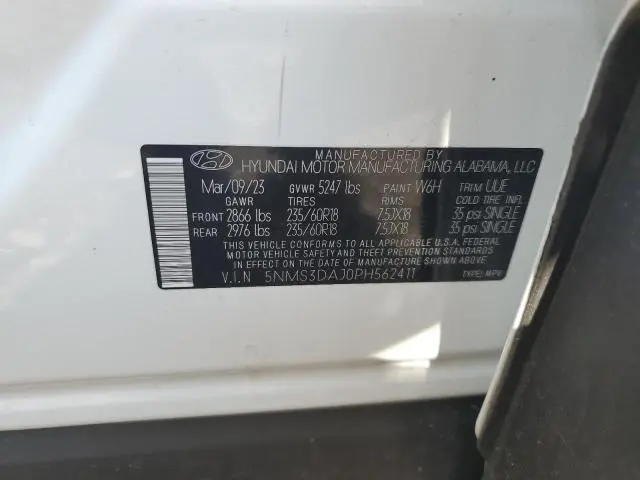 MANUFACTURED BY
HYUNDAI MOTOR MANUFACTURING ALABAMA, LLC
Mar/09/23 GVWR 5247 lbs PAINT W6H TRIM UUE
GAWR TIRES RIMS COLD TIRE INFL
FRONT 2866 lbs 235/60R18 7.5JX18 35 psi SINGLE
REAR 2976 lbs 235/60R18 7.5JX18 35 psi SINGLE
THIS VEHICLE CONFORMS TO ALL APPLICABLE U.S.A. FEDERAL
MOTOR VEHICLE SAFETY AND THEFT PREVENTION STANDARDS
IN EFFECT ON THE DATE OF MANUFACTURE SHOWN ABOVE.
V.I.N 5NMS3DAJ0PH562411 TYPE: MPV